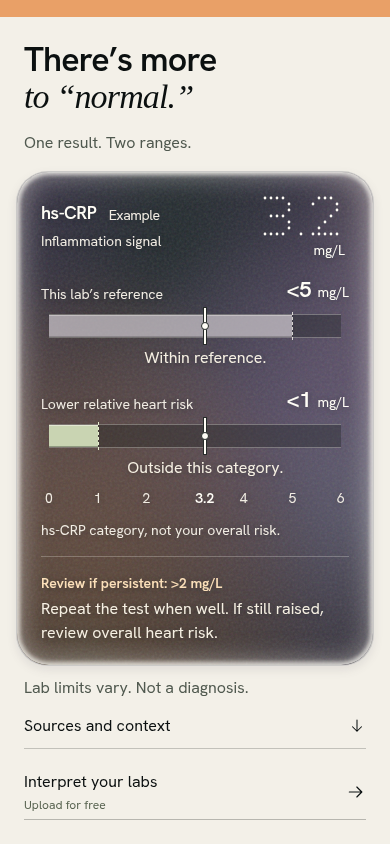 There’s more
to “normal.”
One result. Two ranges.
hs-CRP Example
3.2
Inflammation signal
mg/L
This lab’s reference
<5 mg/L
Within reference.
Lower relative heart risk
<1 mg/L
Outside this category.
0 1 2 3.2 4 5 6
hs-CRP category, not your overall risk.
Review if persistent: >2 mg/L
Repeat the test when well. If still raised,
review overall heart risk.
Lab limits vary. Not a diagnosis.
Sources and context
Interpret your labs
Upload for free